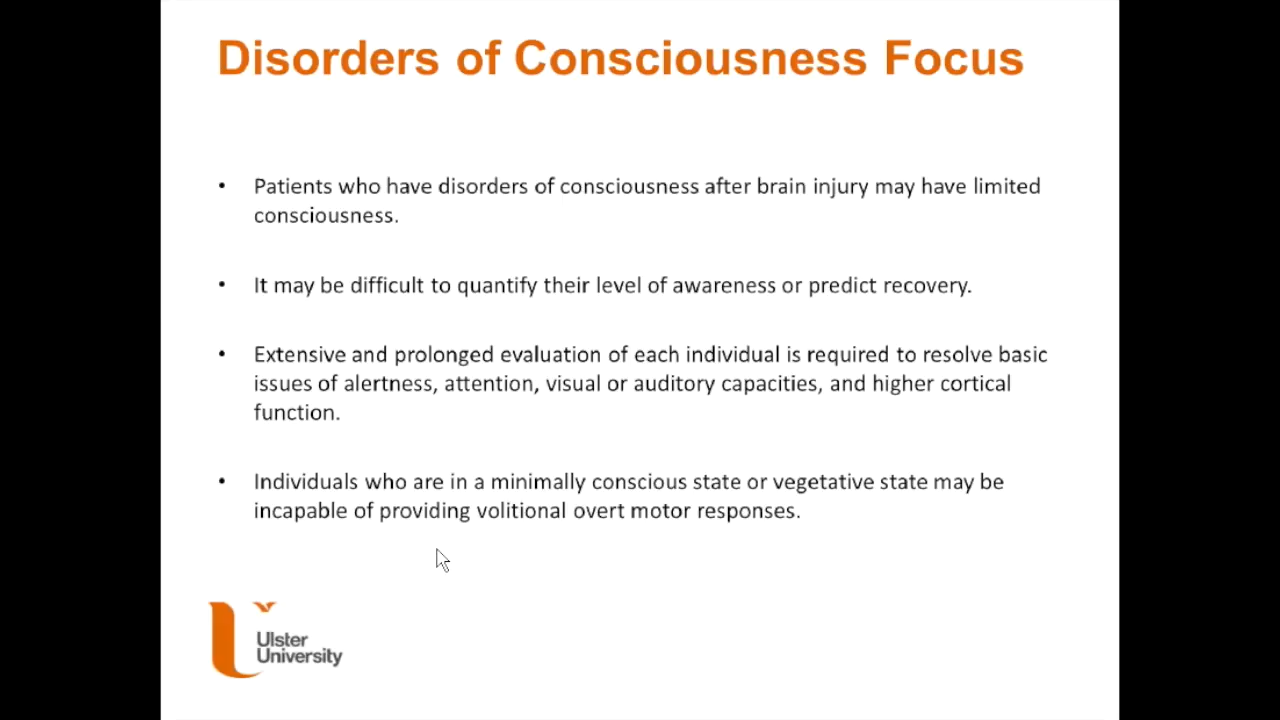 Disorders of Consciousness Focus
• Patients who have disorders of consciousness after brain injury may have limited
consciousness.
• It may be difficult to quantify their level of awareness or predict recovery.
• Extensive and prolonged evaluation of each individual is required to resolve basic
issues of alertness, attention, visual or auditory capacities, and higher cortical
function.
• Individuals who are in a minimally conscious state or vegetative state may be
incapable of providing volitional overt motor responses.
Ulster
University